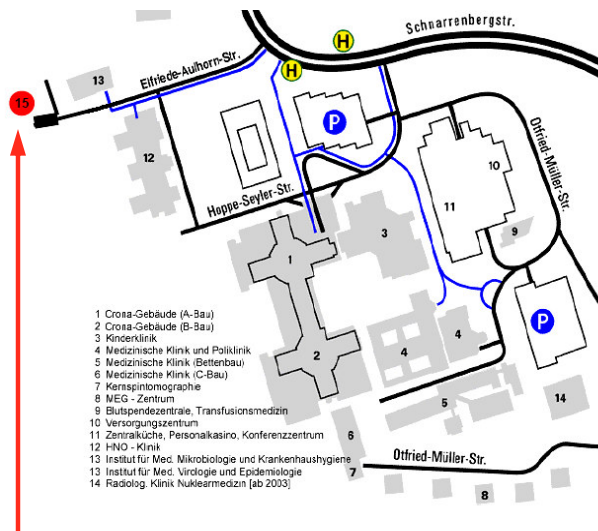 Schnarrenbergstr.
H
H
Elfriede-Aulhorn-Str.
13
15
P
12
10
Otfried-Müller-Str.
11
Hoppe-Seyler-Str.
9
3
1
P
1 Crona-Gebäude (A-Bau)
2 Crona-Gebäude (B-Bau)
3 Kinderklinik
4 Medizinische Klinik und Poliklinik
5 Medizinische Klinik (Bettenbau)
6 Medizinische Klinik (C-Bau)
7 Kernspintomographie
8 MEG - Zentrum
9 Blutspendezentrale, Transfusionsmedizin
10 Versorgungszentrum
11 Zentralküche, Personalkasino, Konferenzzentrum
12 HNO - Klinik
13 Institut für Med. Mikrobiologie und Krankenhaushygiene
13 Institut für Med. Virologie und Epidemiologie
14 Radiolog. Klinik Nuklearmedizin [ab 2003]
2
4
4
5
14
6
7
Otfried-Müller-Str.
8